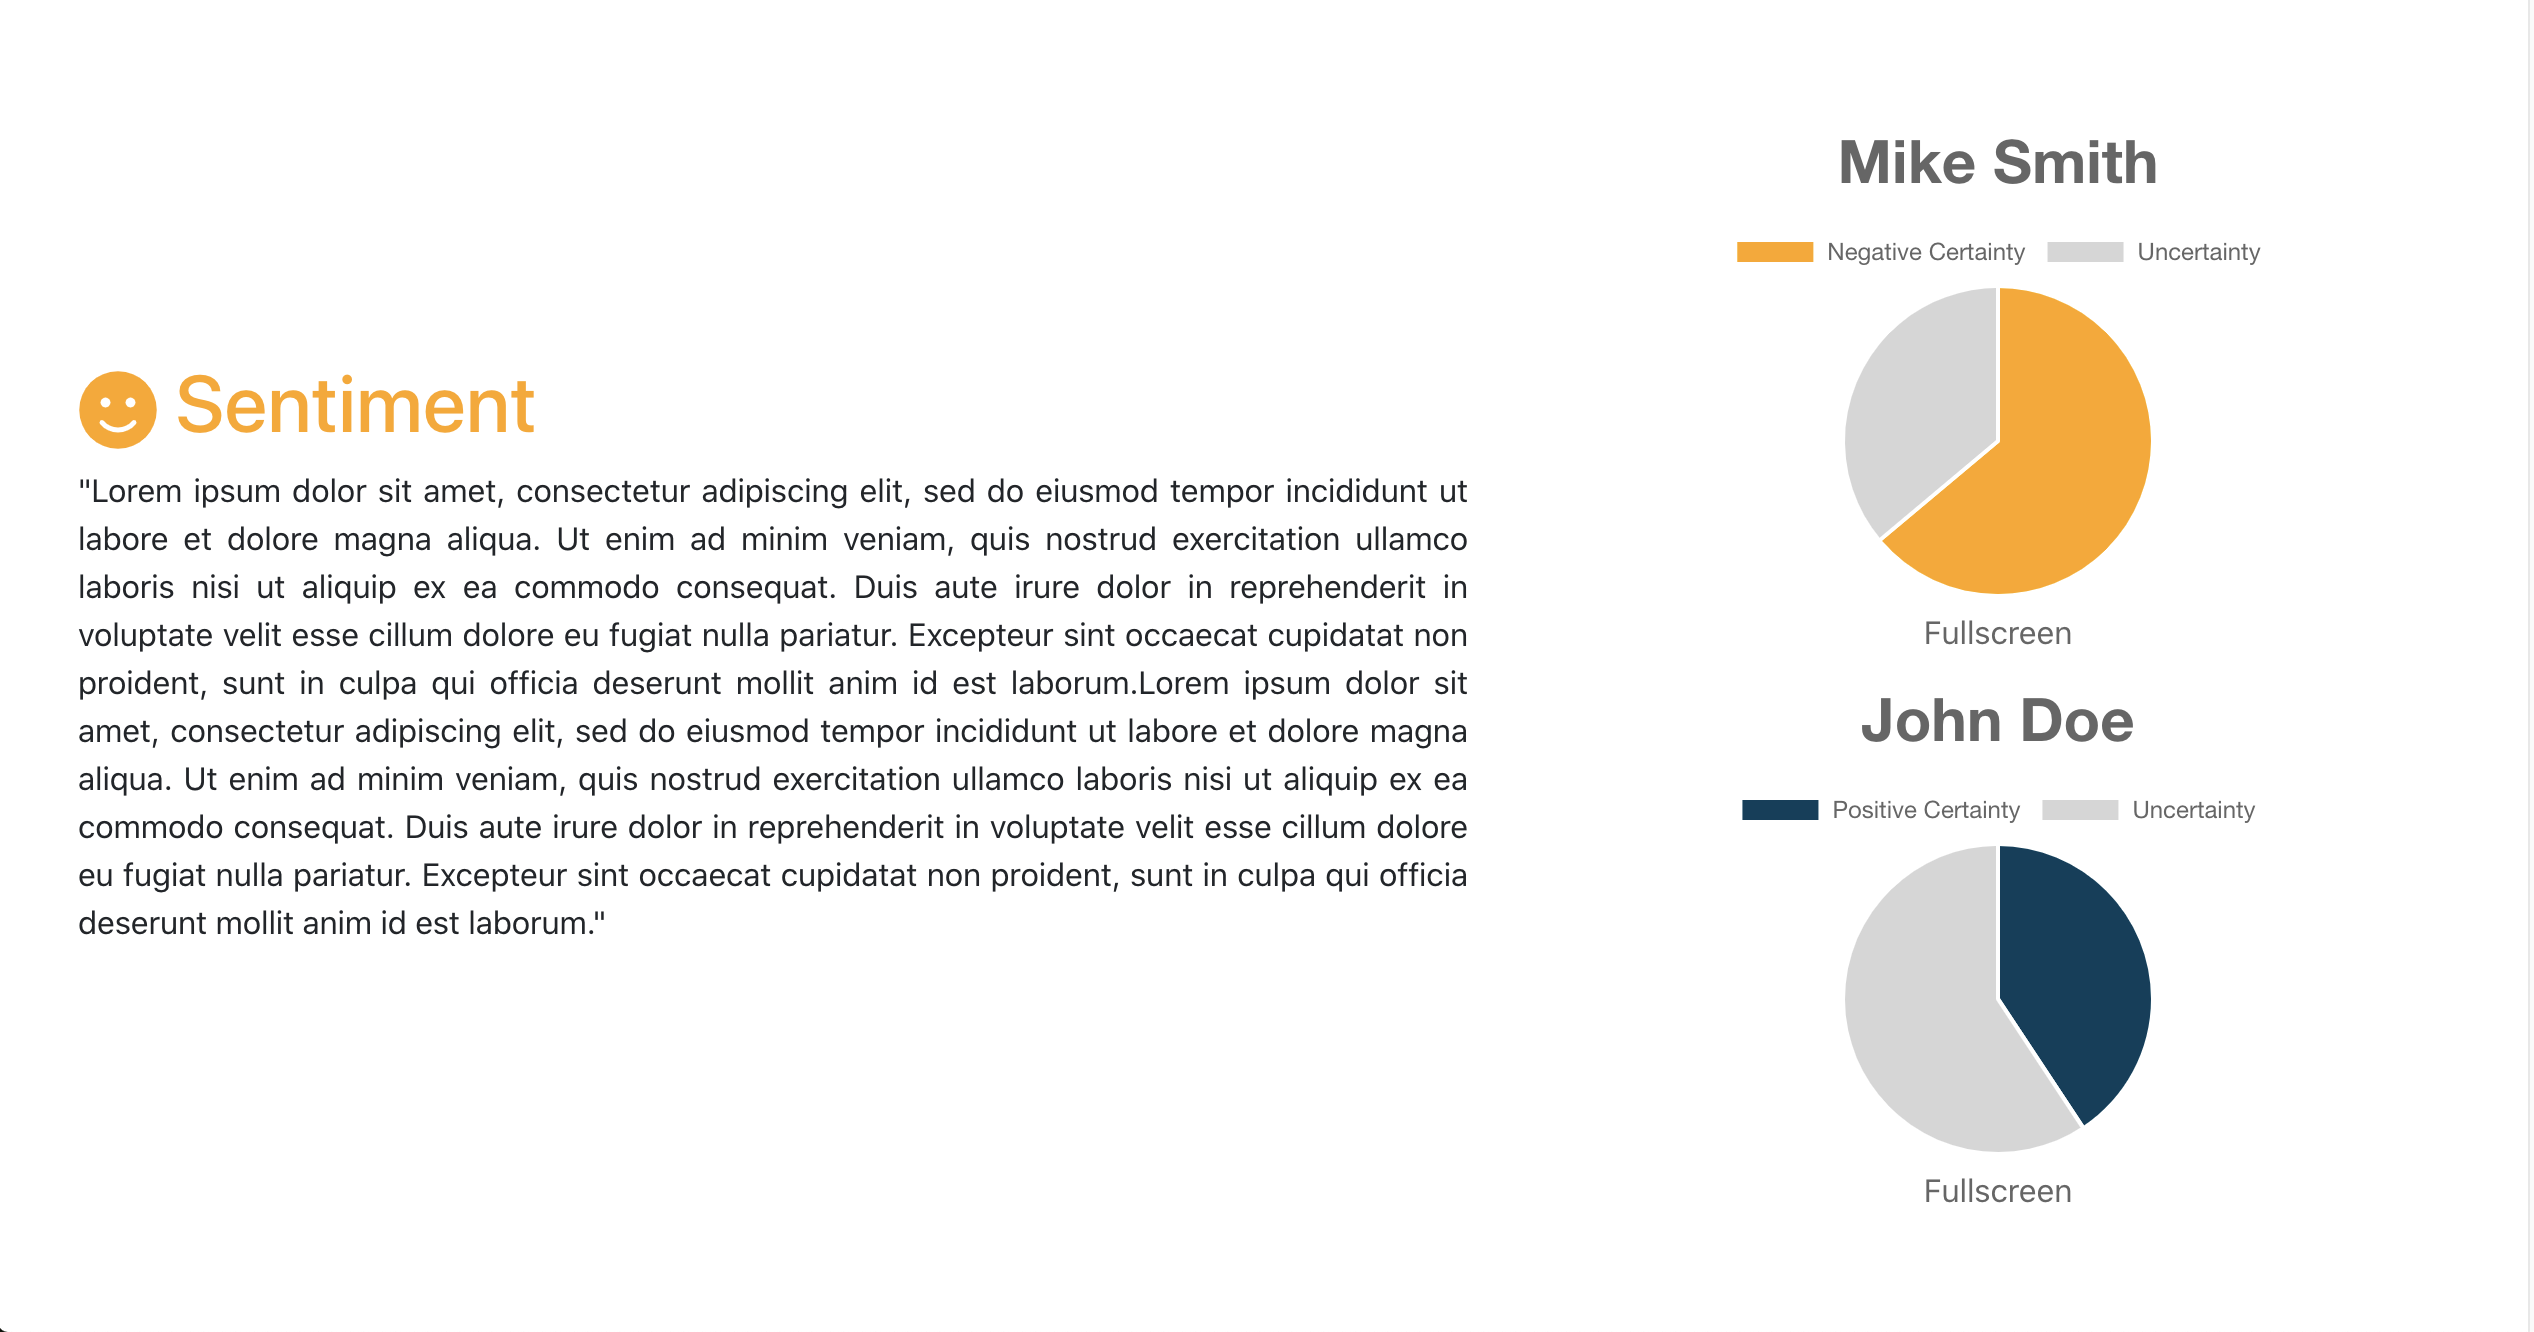 Sentiment
"Lorem ipsum dolor sit amet, consectetur adipiscing elit, sed do eiusmod tempor incididunt ut
labore et dolore magna aliqua. Ut enim ad minim veniam, quis nostrud exercitation ullamco
laboris nisi ut aliquip ex ea commodo consequat. Duis aute irure dolor in reprehenderit in
voluptate velit esse cillum dolore eu fugiat nulla pariatur. Excepteur sint occaecat cupidatat non
proident, sunt in culpa qui officia deserunt mollit anim id est laborum.Lorem ipsum dolor sit
amet, consectetur adipiscing elit, sed do eiusmod tempor incididunt ut labore et dolore magna
aliqua. Ut enim ad minim veniam, quis nostrud exercitation ullamco laboris nisi ut aliquip ex ea
commodo consequat. Duis aute irure dolor in reprehenderit in voluptate velit esse cillum dolore
eu fugiat nulla pariatur. Excepteur sint occaecat cupidatat non proident, sunt in culpa qui officia
deserunt mollit anim id est laborum."
Mike Smith
Negative Certainty Uncertainty
Fullscreen
John Doe
Positive Certainty Uncertainty
Fullscreen